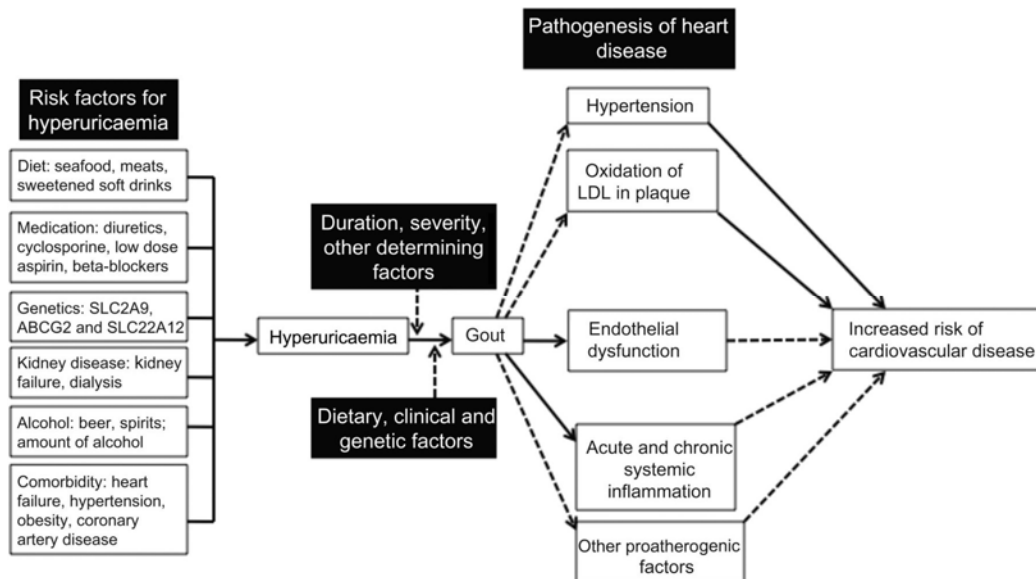 Pathogenesis of heart
disease
Risk factors for
hyperuricaemia
Diet: seafood, meats,
sweetened soft drinks
Medication: diuretics,
cyclosporine, low dose
aspirin, beta-blockers
Genetics: SLC2A9,
ABCG2 and SLC22A12
Kidney disease: kidney
failure, dialysis
Alcohol: beer, spirits;
amount of alcohol
Comorbidity: heart
failure, hypertension,
obesity, coronary
artery disease
Duration, severity,
other determining
factors
Hyperuricaemia
Dietary, clinical and
genetic factors
Gout
Hypertension
Oxidation of
LDL in plaque
Endothelial
dysfunction
Acute and chronic
systemic
inflammation
Other proatherogenic
factors
Increased risk of
cardiovascular disease